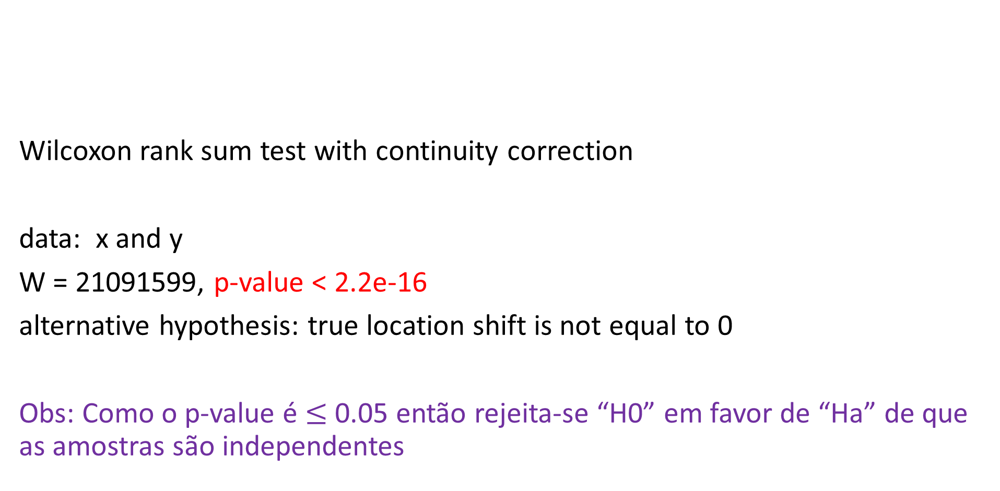 Wilcoxon rank sum test with continuity correction
data:  x and y
W = 21091599, p-value < 2.2e-16
alternative hypothesis: true location shift is not equal to 0
Obs: Como o p-value é ≤ 0.05 então rejeita-se “H0” em favor de “Ha” de que
as amostras são independentes